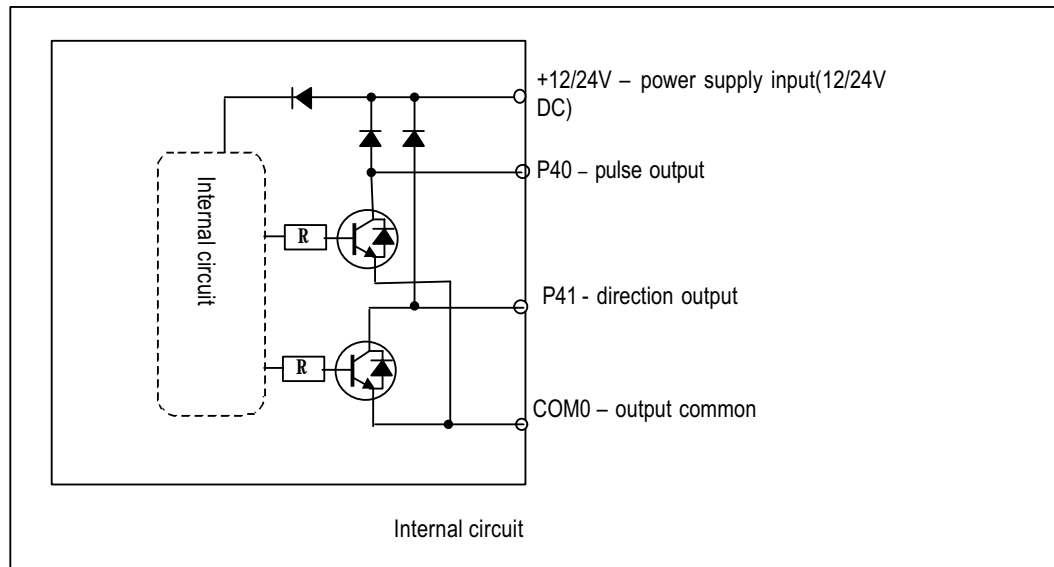 +12/24V – power supply input(12/24V
DC)
P40 – pulse output
Internal circuit
R
P41 - direction output
R
COM0 – output common
Internal circuit